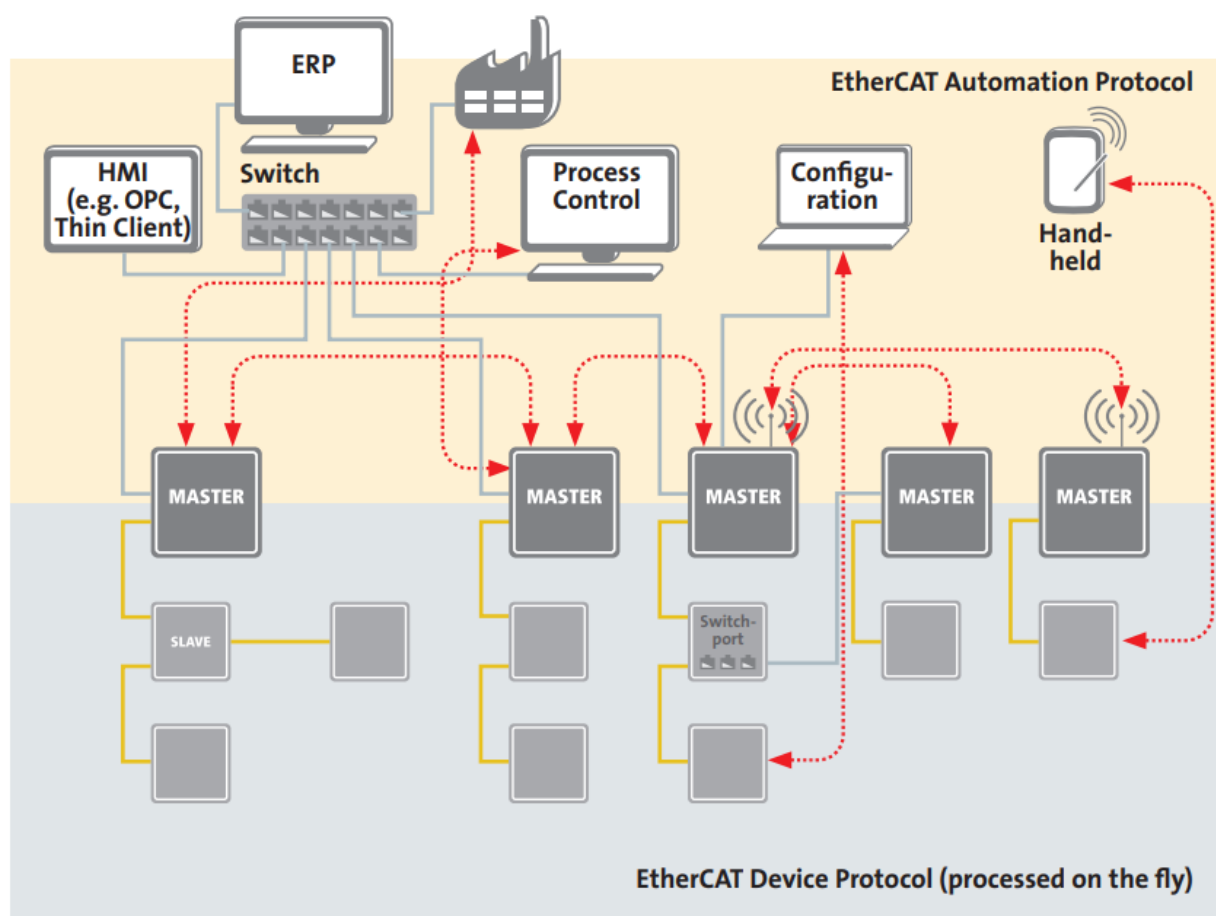 ERP
EtherCAT Automation Protocol
HMI
(e.g. OPC,
Thin Client)
Switch
Process
Control
Configu-
ration
Hand-
held
MASTER
MASTER
MASTER
MASTER
MASTER
SLAVE
Switch-
port
EtherCAT Device Protocol (processed on the fly)